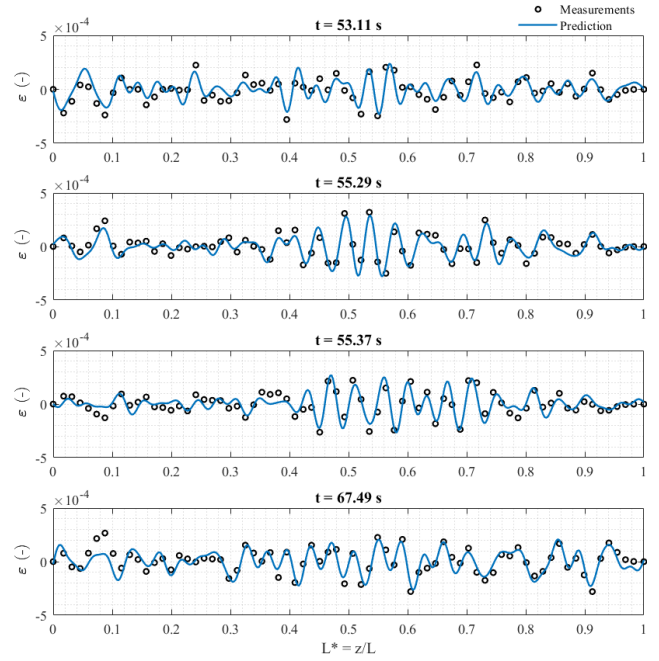 Measurements
Prediction
t = 53.11 s
×10⁻⁴
5
0
-5
ε (-)
0 0.1 0.2 0.3 0.4 0.5 0.6 0.7 0.8 0.9 1
t = 55.29 s
×10⁻⁴
5
0
-5
ε (-)
0 0.1 0.2 0.3 0.4 0.5 0.6 0.7 0.8 0.9 1
t = 55.37 s
×10⁻⁴
5
0
-5
ε (-)
0 0.1 0.2 0.3 0.4 0.5 0.6 0.7 0.8 0.9 1
t = 67.49 s
×10⁻⁴
5
0
-5
ε (-)
0 0.1 0.2 0.3 0.4 0.5 0.6 0.7 0.8 0.9 1
L* = z/L